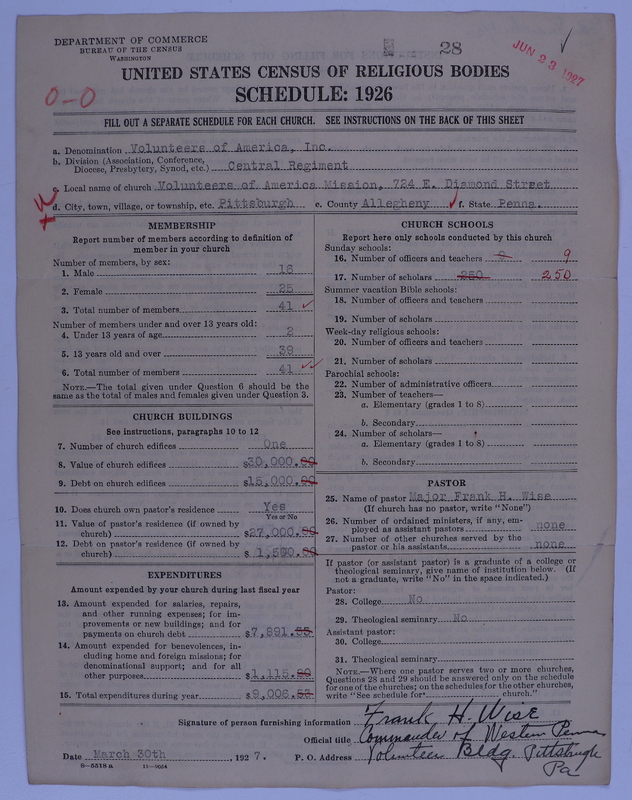 DEPARTMENT OF COMMERCE
BUREAU OF THE CENSUS
WASHINGTON
28
JUN 23 1927
UNITED STATES CENSUS OF RELIGIOUS BODIES
0-0
SCHEDULE: 1926
FILL OUT A SEPARATE SCHEDULE FOR EACH CHURCH. SEE INSTRUCTIONS ON THE BACK OF THIS SHEET
a. Denomination Volunteers of America, Inc.
b. Division (Association, Conference, Diocese, Presbytery, Synod, etc.) Central Regiment
c. Local name of church Volunteers of America Mission, 724 E. Diamond Street
d. City, town, village, or township, etc. Pittsburgh e. County Allegheny f. State Penna.
MEMBERSHIP
Report number of members according to definition of
member in your church
Number of members, by sex:
1. Male 16
2. Female 25
3. Total number of members 41
Number of members under and over 13 years old:
4. Under 13 years of age 2
5. 13 years old and over 39
6. Total number of members 41
NOTE.—The total given under Question 6 should be the
same as the total of males and females given under Question 3.
CHURCH BUILDINGS
See instructions, paragraphs 10 to 12
7. Number of church edifices One
8. Value of church edifices $30,000.00
9. Debt on church edifices $15,000.00
10. Does church own pastor's residence? Yes
Yes or No
11. Value of pastor's residence (if owned by
church) $27,000.00
12. Debt on pastor's residence (if owned by
church) $ 1,500.00
EXPENDITURES
Amount expended by your church during last fiscal year
13. Amount expended for salaries, repairs,
and other running expenses; for im-
provements or new buildings; and for
payments on church debt $7,891.
14. Amount expended for benevolences, in-
cluding home and foreign missions; for
denominational support; and for all
other purposes $1,115.
15. Total expenditures during year $9,006.
CHURCH SCHOOLS
Report here only schools conducted by this church
Sunday schools:
16. Number of officers and teachers 9
17. Number of scholars 250 250
Summer vacation Bible schools:
18. Number of officers and teachers
19. Number of scholars
Week-day religious schools:
20. Number of officers and teachers
21. Number of scholars
Parochial schools:
22. Number of administrative officers
23. Number of teachers—
a. Elementary (grades 1 to 8)
b. Secondary
24. Number of scholars—
a. Elementary (grades 1 to 8)
b. Secondary
PASTOR
25. Name of pastor Major Frank H. Wise
(If church has no pastor, write "None")
26. Number of ordained ministers, if any, em-
ployed as assistant pastors none
27. Number of other churches served by the
pastor or his assistants none
If pastor (or assistant pastor) is a graduate of a college or
theological seminary, give name of institution below. (If
not a graduate, write "No" in the space indicated.)
Pastor:
28. College No
29. Theological seminary No
Assistant pastor:
30. College
31. Theological seminary
NOTE.—Where one pastor serves two or more churches,
Questions 28 and 29 should be answered only on the schedule
for one of the churches; on the schedules for the other churches,
write "See schedule for church."
Signature of person furnishing information Frank H. Wise
Official title Commander of Western Penna
Date March 30th, 1927. P. O. Address Volunteer Bldg. Pittsburgh
Pa
8—5518 a 11—9054